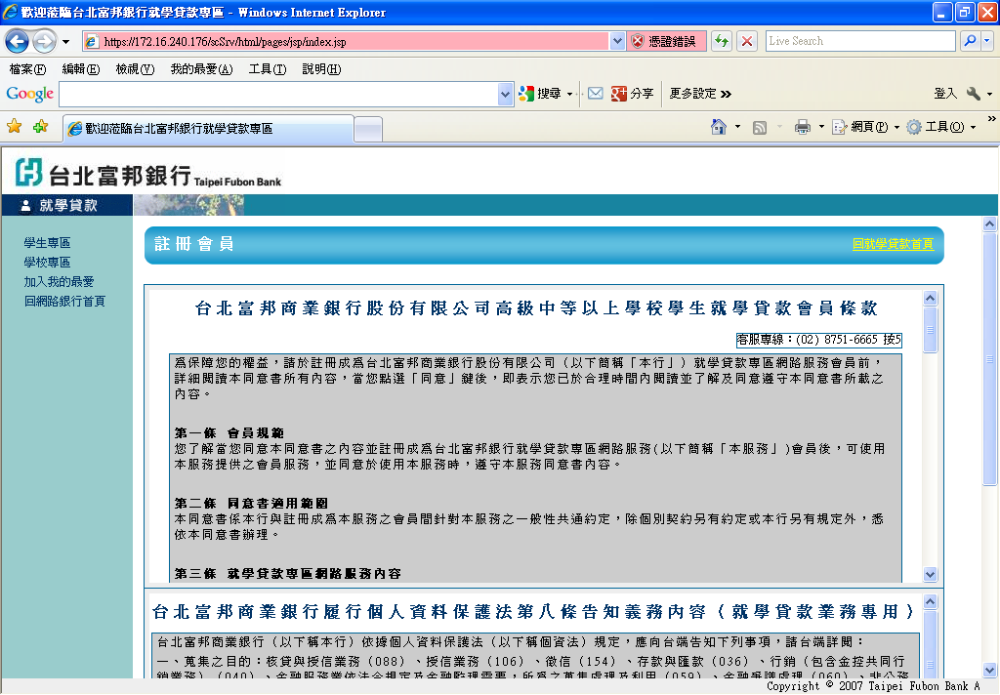 歡迎蒞臨台北富邦銀行就學貸款專區 - Windows Internet Explorer
https://172.16.240.176/scSrv/html/pages/jsp/index.jsp
憑證錯誤
Live Search
檔案(F) 編輯(E) 檢視(V) 我的最愛(A) 工具(T) 說明(H)
Google
搜尋
分享
更多設定 »
登入
歡迎蒞臨台北富邦銀行就學貸款專區
網頁(P)
工具(O)
台北富邦銀行 Taipei Fubon Bank
就學貸款
學生專區
學校專區
加入我的最愛
回網路銀行首頁
註冊會員
回就學貸款首頁
台北富邦商業銀行股份有限公司高級中等以上學校學生就學貸款會員條款
客服專線：(02) 8751-6665 按5
為保障您的權益，請於註冊成為台北富邦商業銀行股份有限公司（以下簡稱「本行」）就學貸款專區網路服務會員前，
詳細閱讀本同意書所有內容，當您點選「同意」鍵後，即表示您已於合理時間內閱讀並了解及同意遵守本同意書所載之
內容。
第一條 會員規範
您了解當您同意本同意書之內容並註冊成為台北富邦銀行就學貸款專區網路服務(以下簡稱「本服務」)會員後，可使用
本服務提供之會員服務，並同意於使用本服務時，遵守本服務同意書內容。
第二條 同意書適用範圍
本同意書係本行與註冊成為本服務之會員間針對本服務之一般性共通約定，除個別契約另有約定或本行另有規定外，悉
依本同意書辦理。
第三條 就學貸款專區網路服務內容
台北富邦商業銀行履行個人資料保護法第八條告知義務內容（就學貸款業務專用）
台北富邦商業銀行（以下稱本行）依據個人資料保護法（以下稱個資法）規定，應向台端告知下列事項，請台端詳閱：
一、蒐集之目的：核貸與授信業務（088）、授信業務（106）、徵信（154）、存款與匯款（036）、行銷（包含金控共同行
銷業務）（040）、金融服務業依法令規定及金融監理需要，所為之蒐集處理及利用（059）、金融爭議處理（060）、非公務
Copyright © 2007 Taipei Fubon Bank A